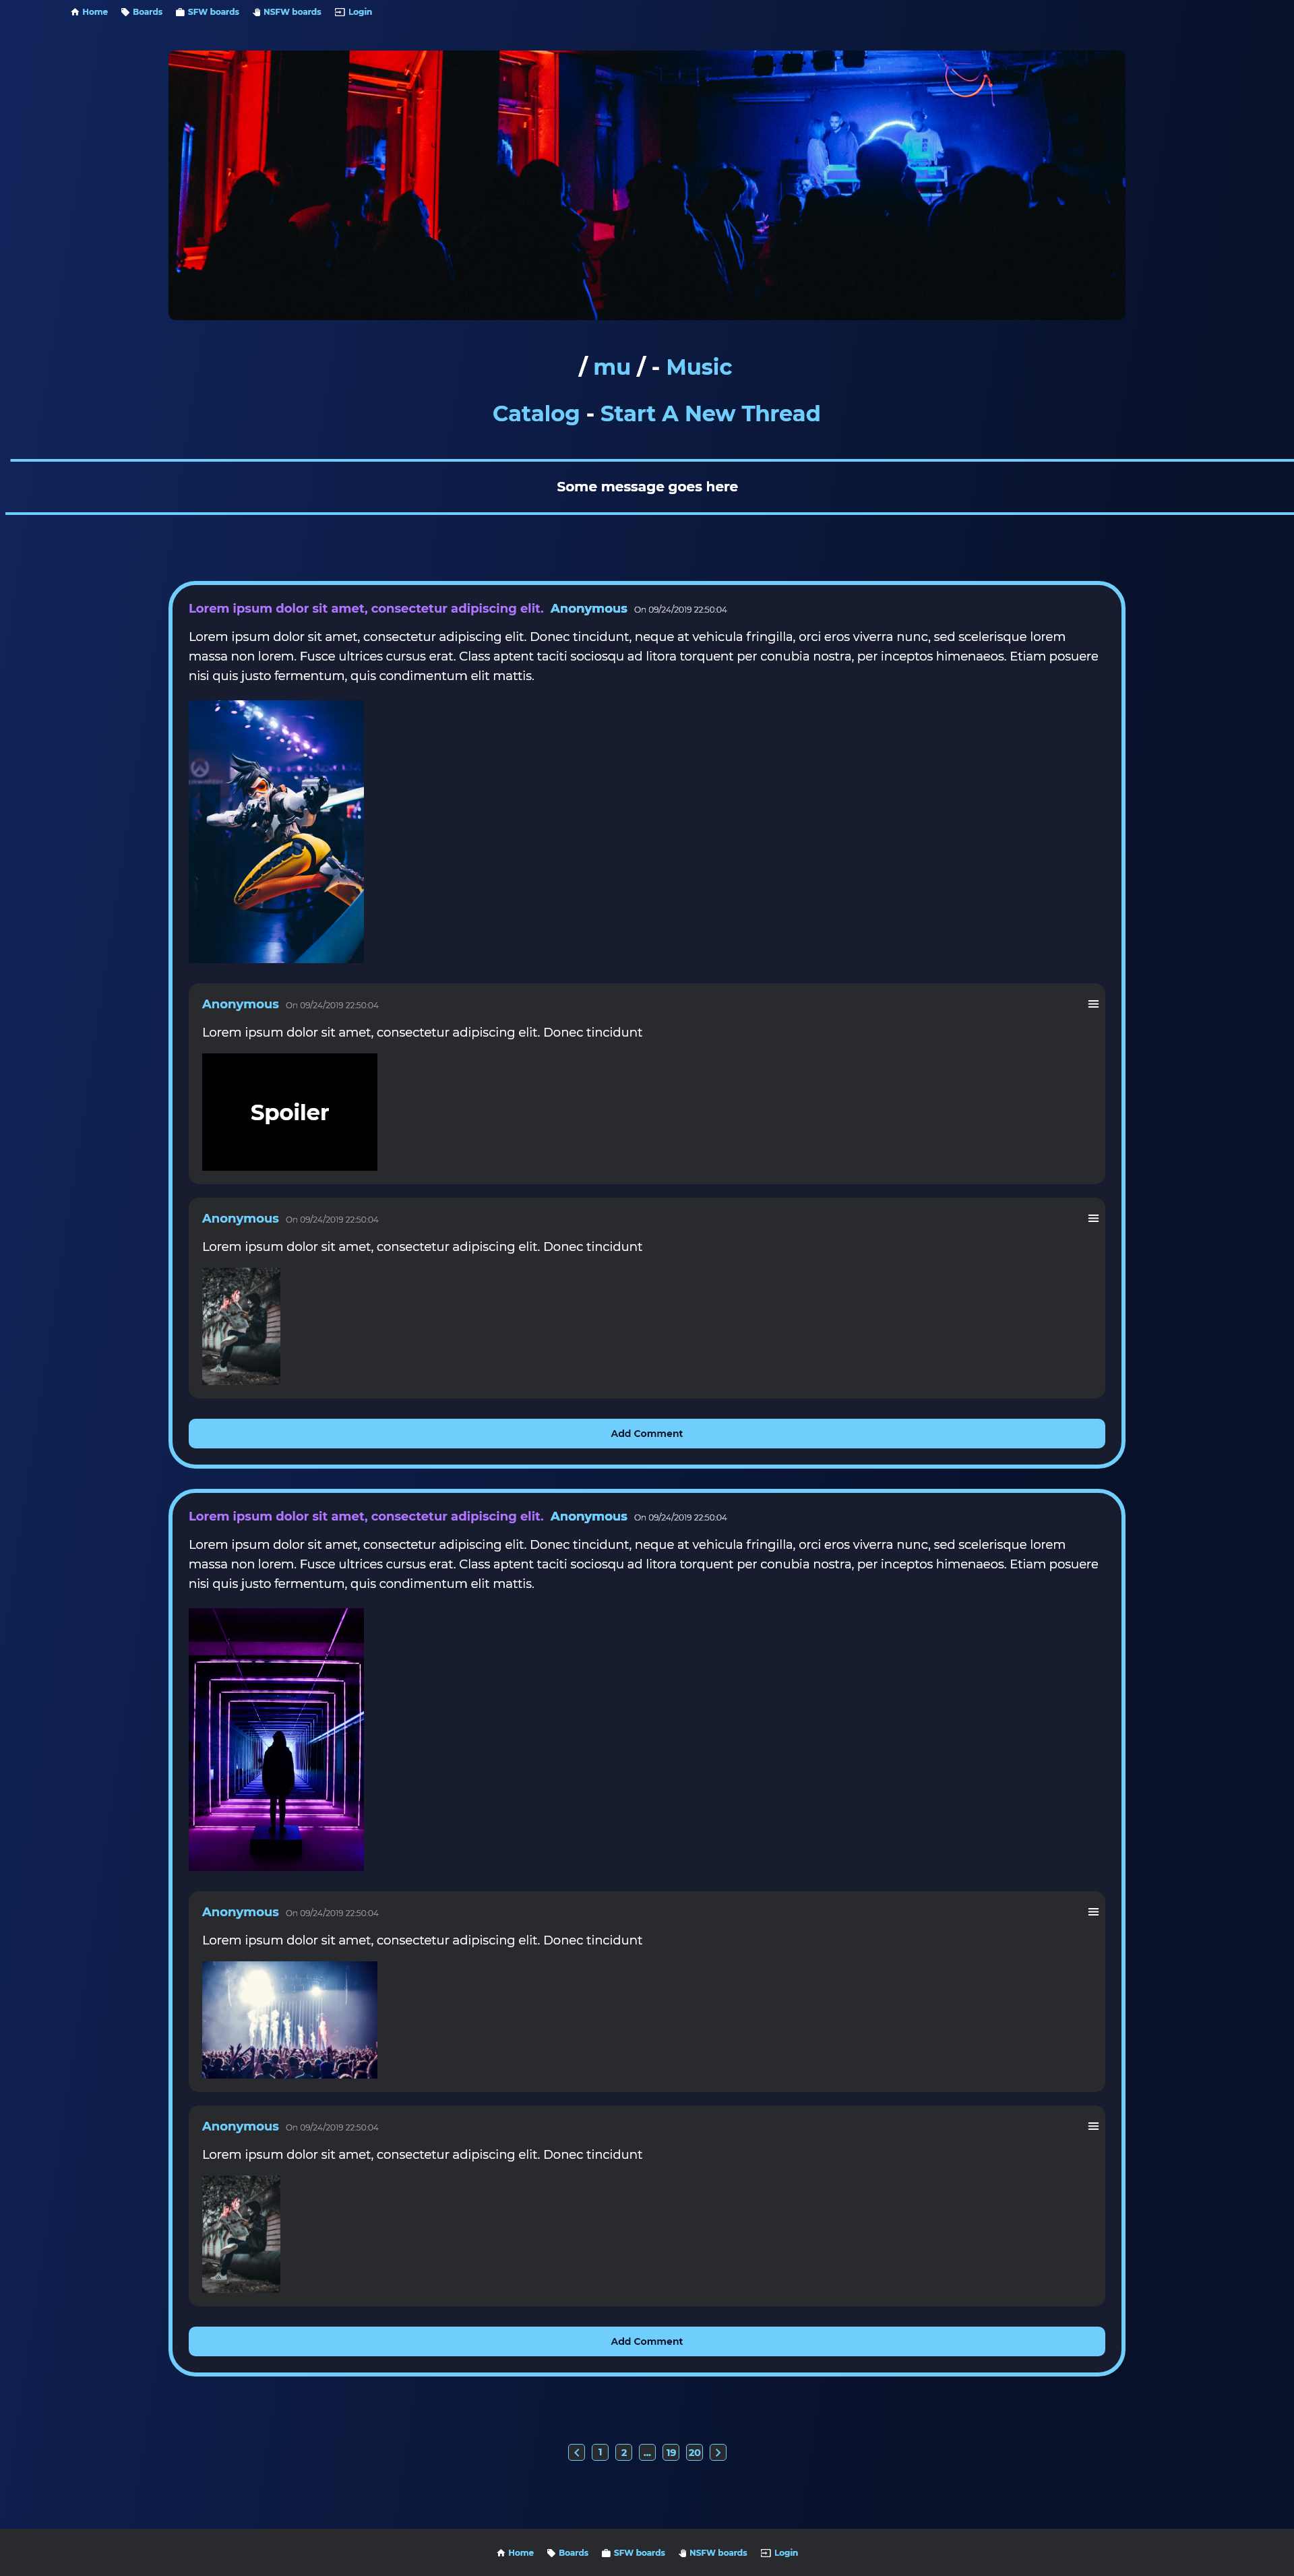 Home Boards SFW boards NSFW boards Login
/ mu / - Music
Catalog - Start A New Thread
Some message goes here
Lorem ipsum dolor sit amet, consectetur adipiscing elit. Anonymous On 09/24/2019 22:50:04
Lorem ipsum dolor sit amet, consectetur adipiscing elit. Donec tincidunt, neque at vehicula fringilla, orci eros viverra nunc, sed scelerisque lorem
massa non lorem. Fusce ultrices cursus erat. Class aptent taciti sociosqu ad litora torquent per conubia nostra, per inceptos himenaeos. Etiam posuere
nisi quis justo fermentum, quis condimentum elit mattis.
Anonymous On 09/24/2019 22:50:04
Lorem ipsum dolor sit amet, consectetur adipiscing elit. Donec tincidunt
Spoiler
Anonymous On 09/24/2019 22:50:04
Lorem ipsum dolor sit amet, consectetur adipiscing elit. Donec tincidunt
Add Comment
Lorem ipsum dolor sit amet, consectetur adipiscing elit. Anonymous On 09/24/2019 22:50:04
Lorem ipsum dolor sit amet, consectetur adipiscing elit. Donec tincidunt, neque at vehicula fringilla, orci eros viverra nunc, sed scelerisque lorem
massa non lorem. Fusce ultrices cursus erat. Class aptent taciti sociosqu ad litora torquent per conubia nostra, per inceptos himenaeos. Etiam posuere
nisi quis justo fermentum, quis condimentum elit mattis.
Anonymous On 09/24/2019 22:50:04
Lorem ipsum dolor sit amet, consectetur adipiscing elit. Donec tincidunt
Anonymous On 09/24/2019 22:50:04
Lorem ipsum dolor sit amet, consectetur adipiscing elit. Donec tincidunt
Add Comment
1 2 ... 19 20
Home Boards SFW boards NSFW boards Login